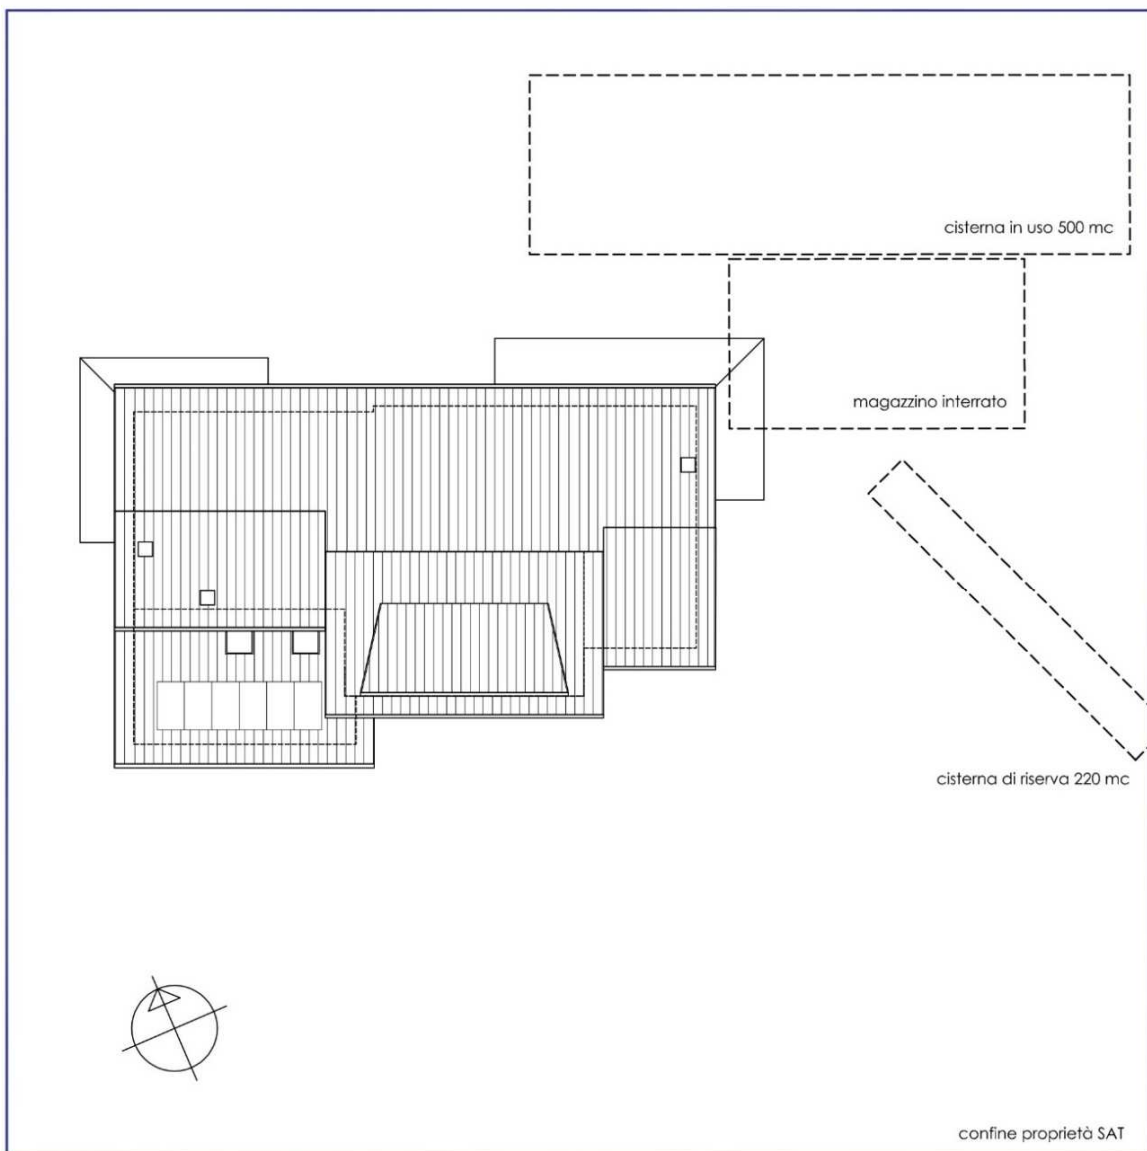 cisterna in uso 500 mc
magazzino interrato
cisterna di riserva 220 mc
confine proprietà SAT